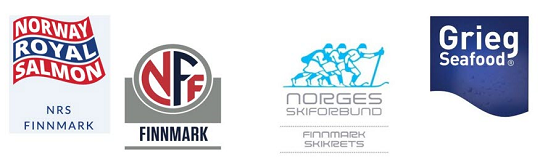 NORWAY
ROYAL
SALMON
NRS
FINNMARK
NFF
FINNMARK
NORGES
SKIFORBUND
FINNMARK
SKIKRETS
Grieg
Seafood®